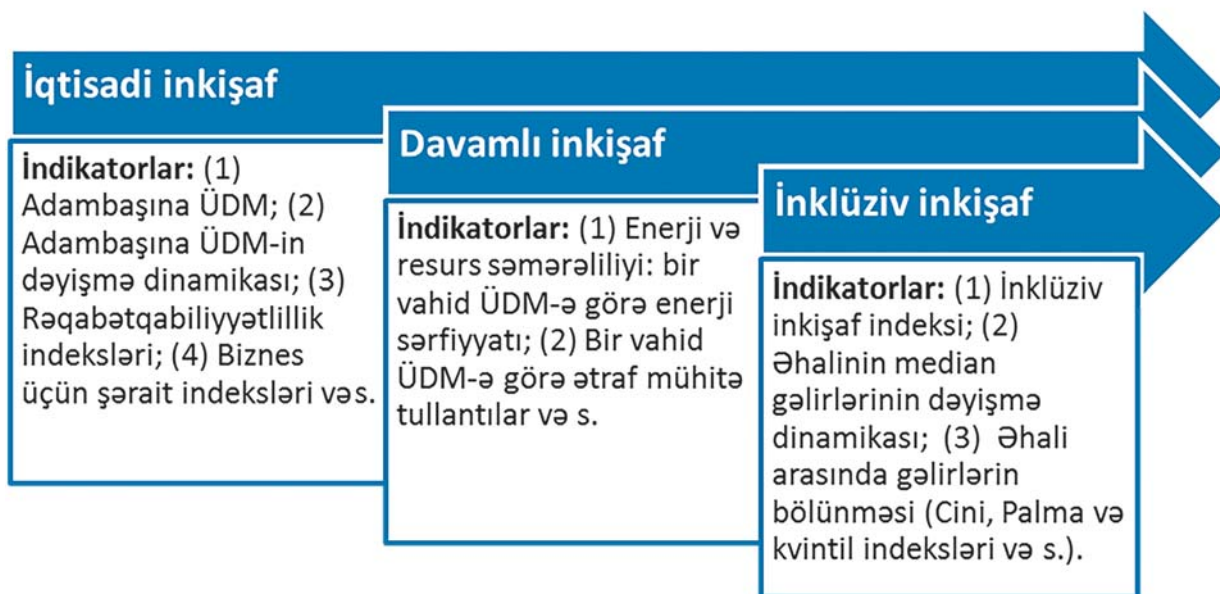 İqtisadi inkişaf
İndikatorlar: (1)
Adambaşına ÜDM; (2)
Adambaşına ÜDM-in
dəyişmə dinamikası; (3)
Rəqabətqabiliyyətlillik
indeksləri; (4) Biznes
üçün şərait indeksləri və s.
Davamlı inkişaf
İndikatorlar: (1) Enerji və
resurs səmərəliliyi: bir
vahid ÜDM-ə görə enerji
sərfiyyatı; (2) Bir vahid
ÜDM-ə görə ətraf mühitə
tullantılar və s.
İnklüziv inkişaf
İndikatorlar: (1) İnklüziv
inkişaf indeksi; (2)
Əhalinin median
gəlirlərinin dəyişmə
dinamikası; (3) Əhali
arasında gəlirlərin
bölünməsi (Cini, Palma və
kvintil indeksləri və s.).